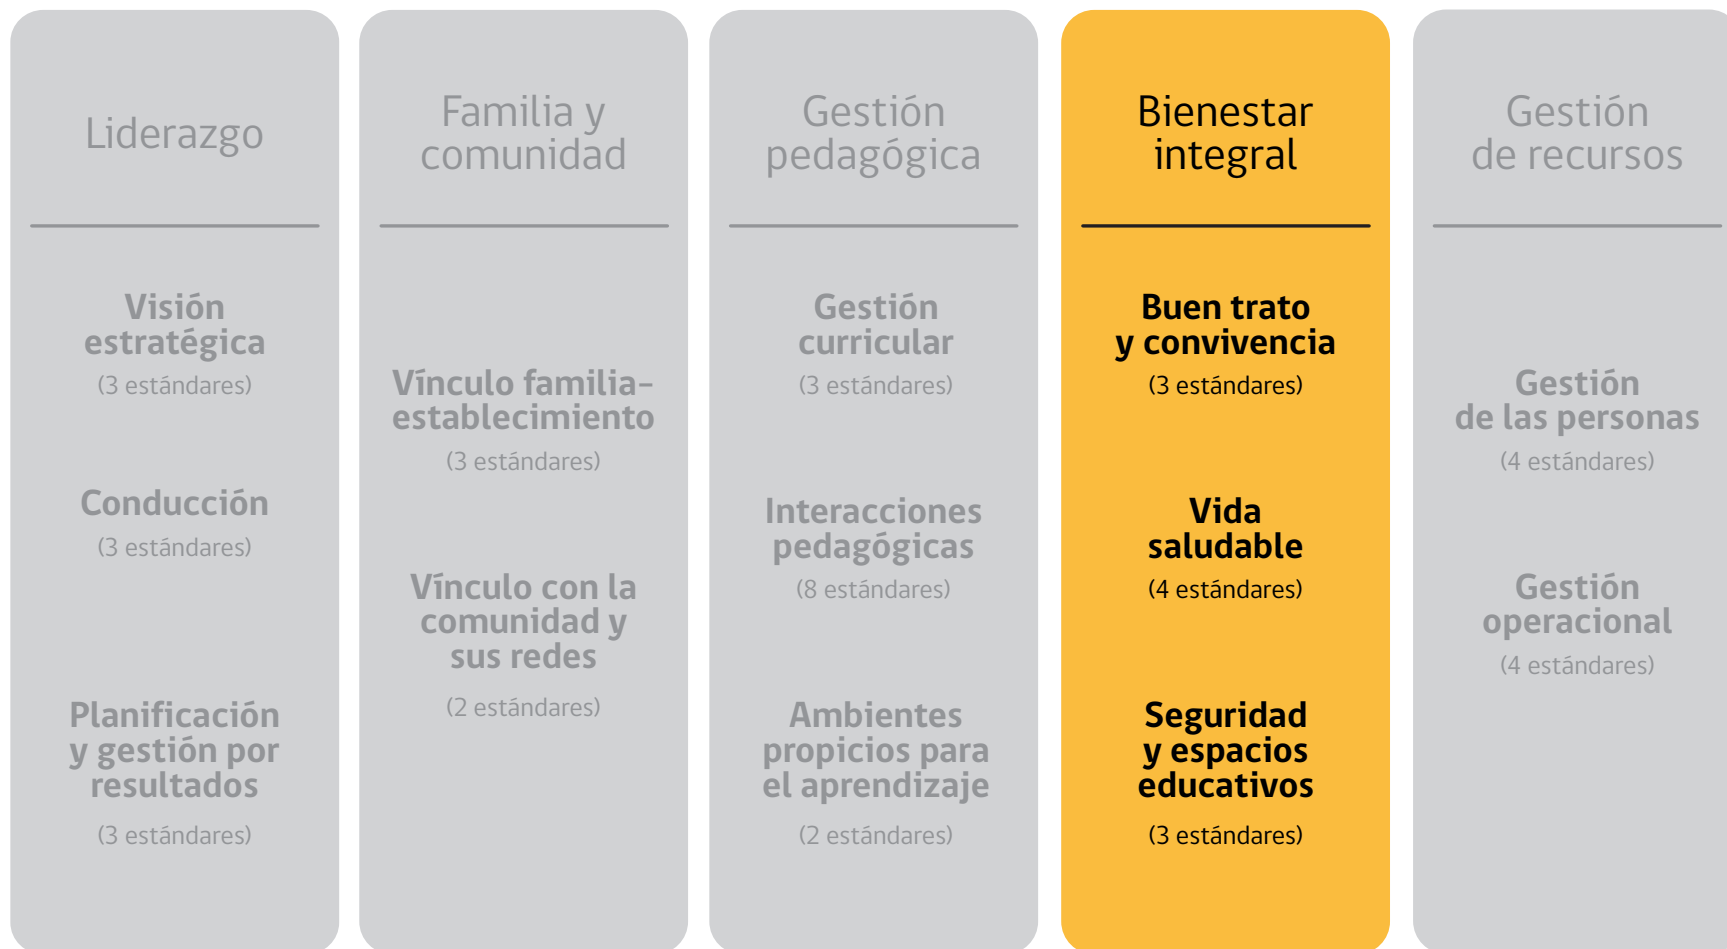 Liderazgo
Visión
estratégica
(3 estándares)
Conducción
(3 estándares)
Planificación
y gestión por
resultados
(3 estándares)
Familia y
comunidad
Vínculo familia–
establecimiento
(3 estándares)
Vínculo con la
comunidad y
sus redes
(2 estándares)
Gestión
pedagógica
Gestión
curricular
(3 estándares)
Interacciones
pedagógicas
(8 estándares)
Ambientes
propicios para
el aprendizaje
(2 estándares)
Bienestar
integral
Buen trato
y convivencia
(3 estándares)
Vida
saludable
(4 estándares)
Seguridad
y espacios
educativos
(3 estándares)
Gestión
de recursos
Gestión
de las personas
(4 estándares)
Gestión
operacional
(4 estándares)